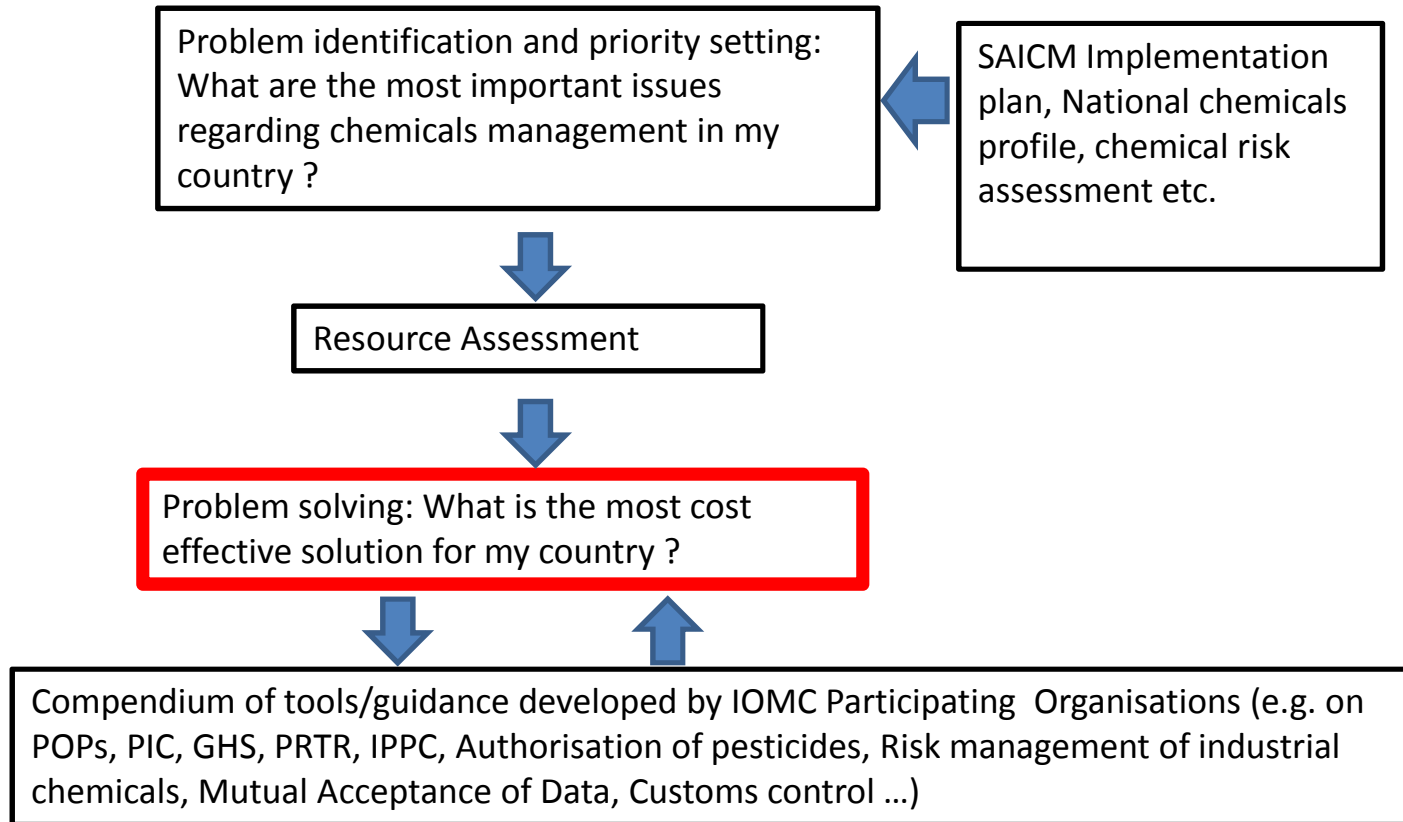 Problem identification and priority setting:
What are the most important issues
regarding chemicals management in my
country ?
SAICM Implementation
plan, National chemicals
profile, chemical risk
assessment etc.
Resource Assessment
Problem solving: What is the most cost
effective solution for my country ?
Compendium of tools/guidance developed by IOMC Participating  Organisations (e.g. on
POPs, PIC, GHS, PRTR, IPPC, Authorisation of pesticides, Risk management of industrial
chemicals, Mutual Acceptance of Data, Customs control …)